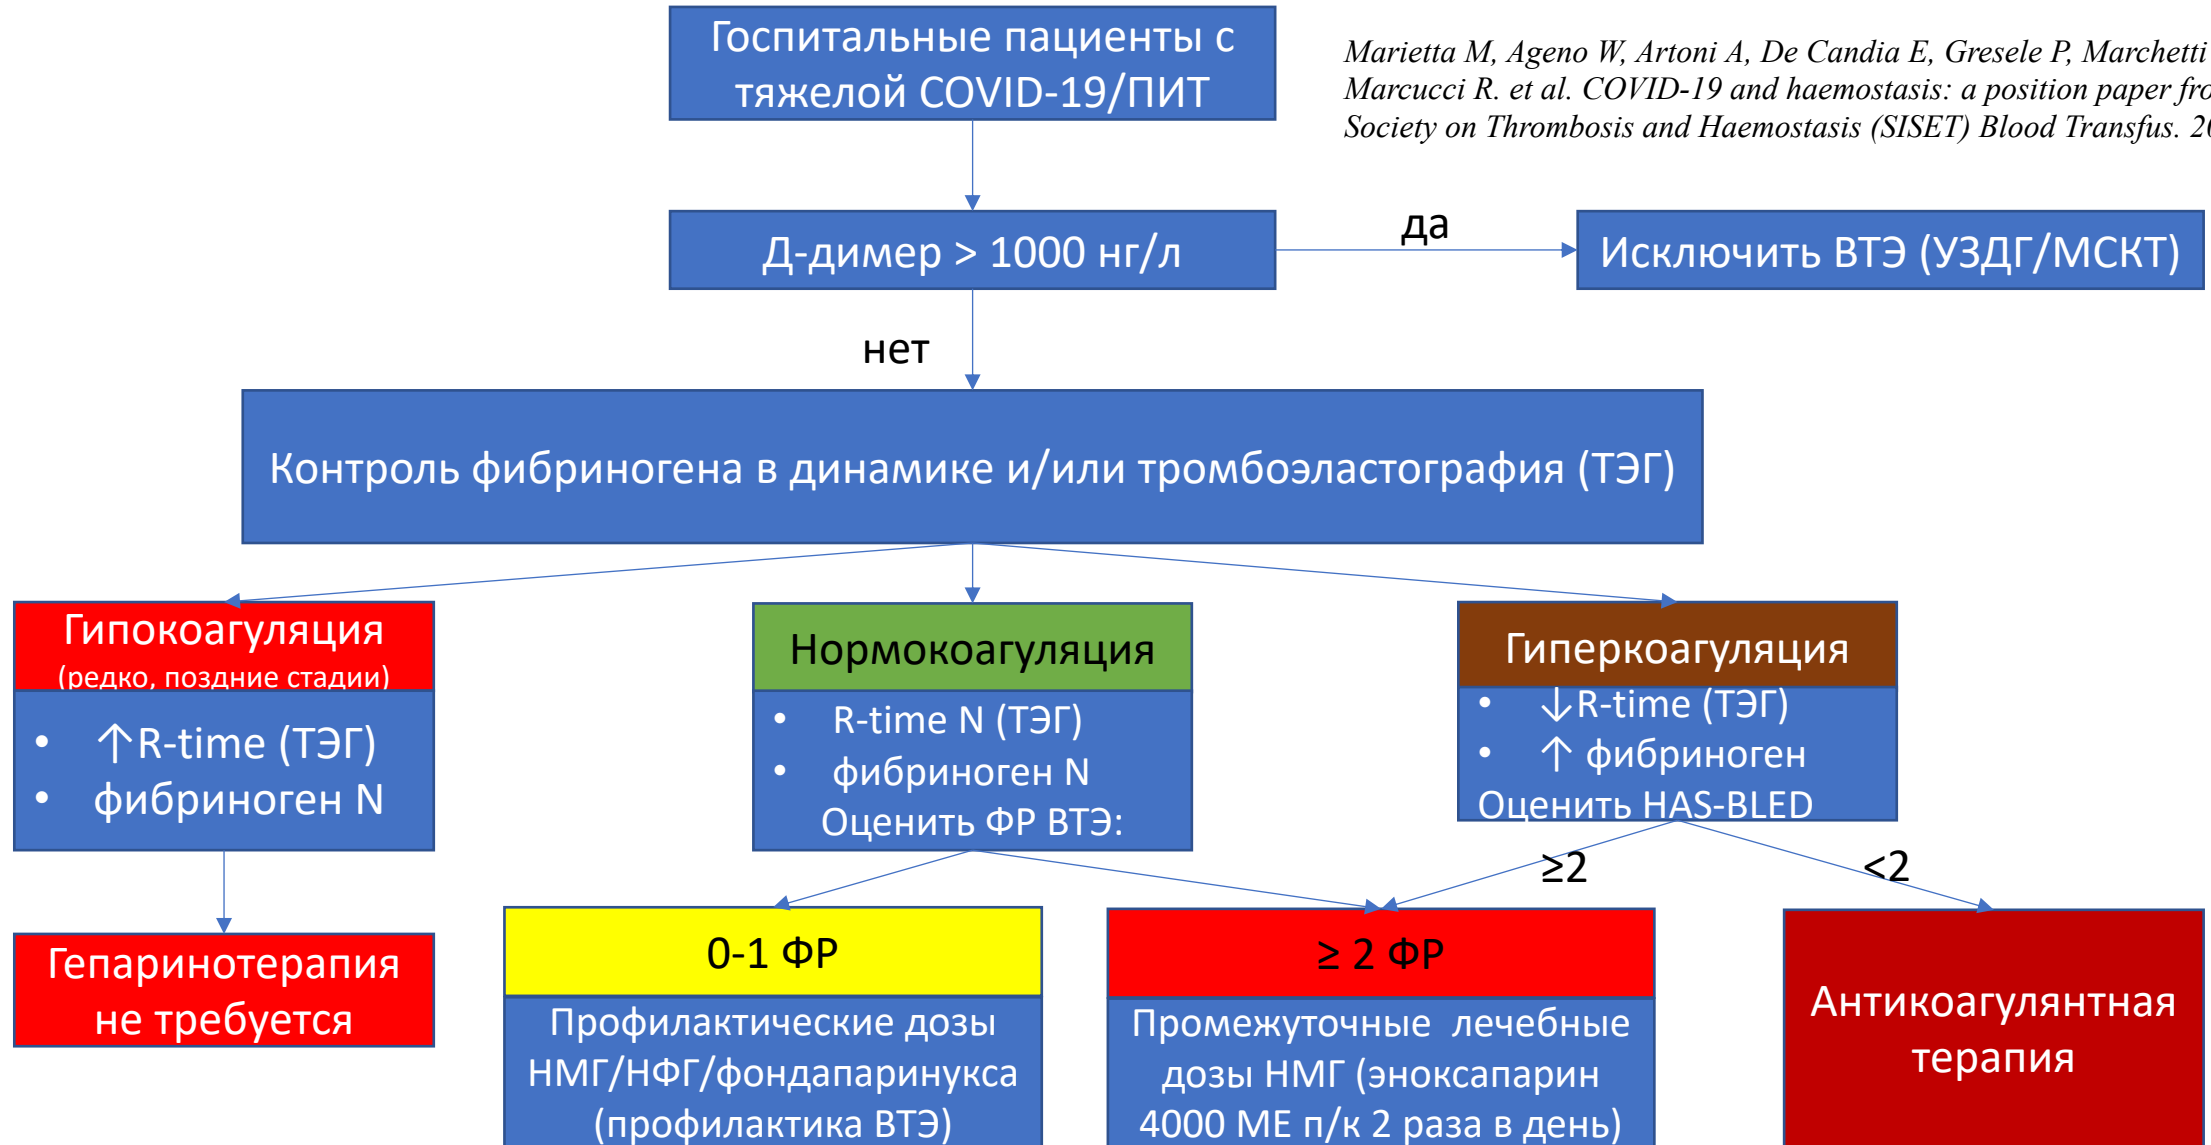 Госпитальные пациенты с
тяжелой COVID-19/ПИТ
Marietta M, Ageno W, Artoni A, De Candia E, Gresele P, Marchetti
Marcucci R. et al. COVID-19 and haemostasis: a position paper
Society on Thrombosis and Haemostasis (SISET) Blood Transfus.
Д-димер > 1000 нг/л
да
Исключить ВТЭ (УЗДГ/МСКТ)
нет
Контроль фибриногена в динамике и/или тромбоэластография (ТЭГ)
Гипокоагуляция
(редко, поздние стадии)
• ↑R-time (ТЭГ)
• фибриноген N
Нормокоагуляция
• R-time N (ТЭГ)
• фибриноген N
Оценить ФР ВТЭ:
Гиперкоагуляция
• ↓R-time (ТЭГ)
• ↑ фибриноген
Оценить HAS-BLED
≥2
<2
Гепаринотерапия
не требуется
0-1 ФР
Профилактические дозы
НМГ/НФГ/фондапаринукса
(профилактика ВТЭ)
≥ 2 ФР
Промежуточные лечебные
дозы НМГ (эноксапарин
4000 МЕ п/к 2 раза в день)
Антикоагулянтная
терапия